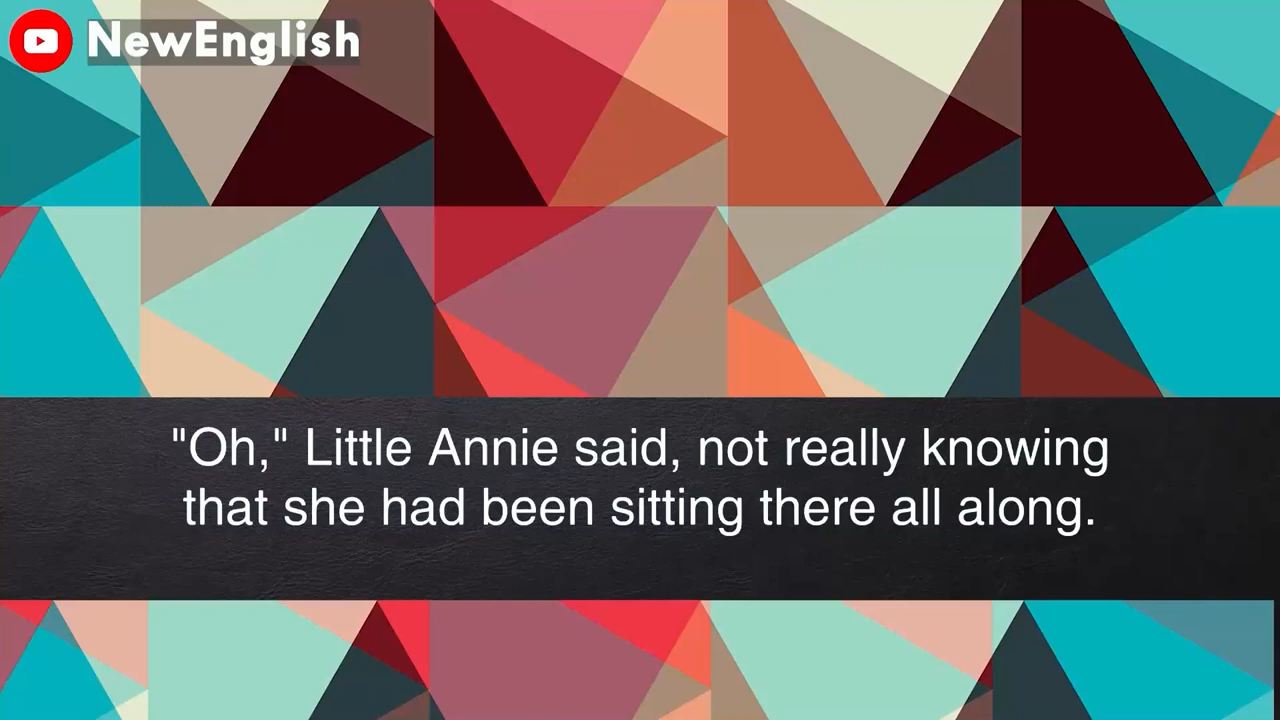 NewEnglish
"Oh," Little Annie said, not really knowing
that she had been sitting there all along.